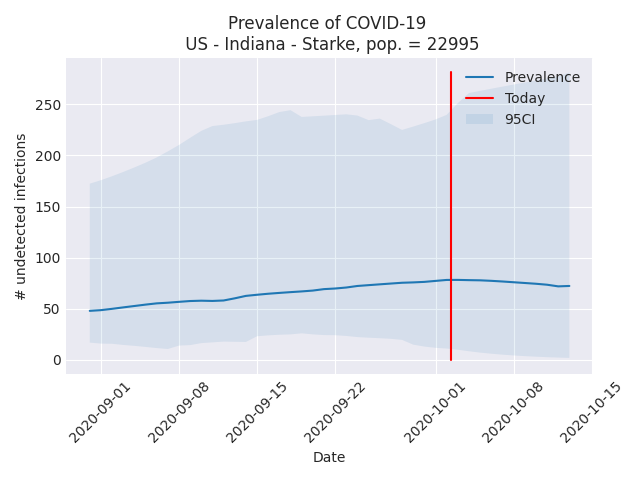 Prevalence of COVID-19
US - Indiana - Starke, pop. = 22995
Prevalence
Today
95CI
# undetected infections
250
200
150
100
50
0
2020-09-01
2020-09-08
2020-09-15
2020-09-22
2020-10-01
2020-10-08
2020-10-15
Date